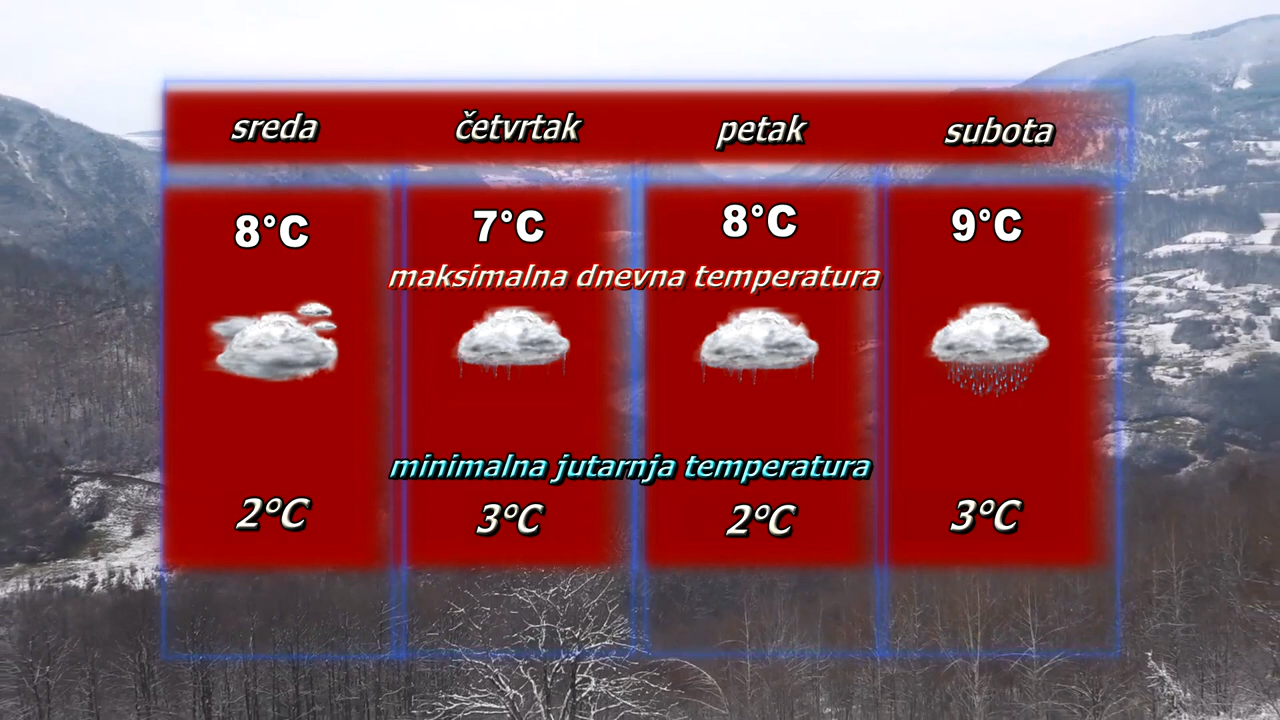 sreda četvrtak petak subota
8°C 7°C 8°C 9°C
maksimalna dnevna temperatura
minimalna jutarnja temperatura
2°C 3°C 2°C 3°C